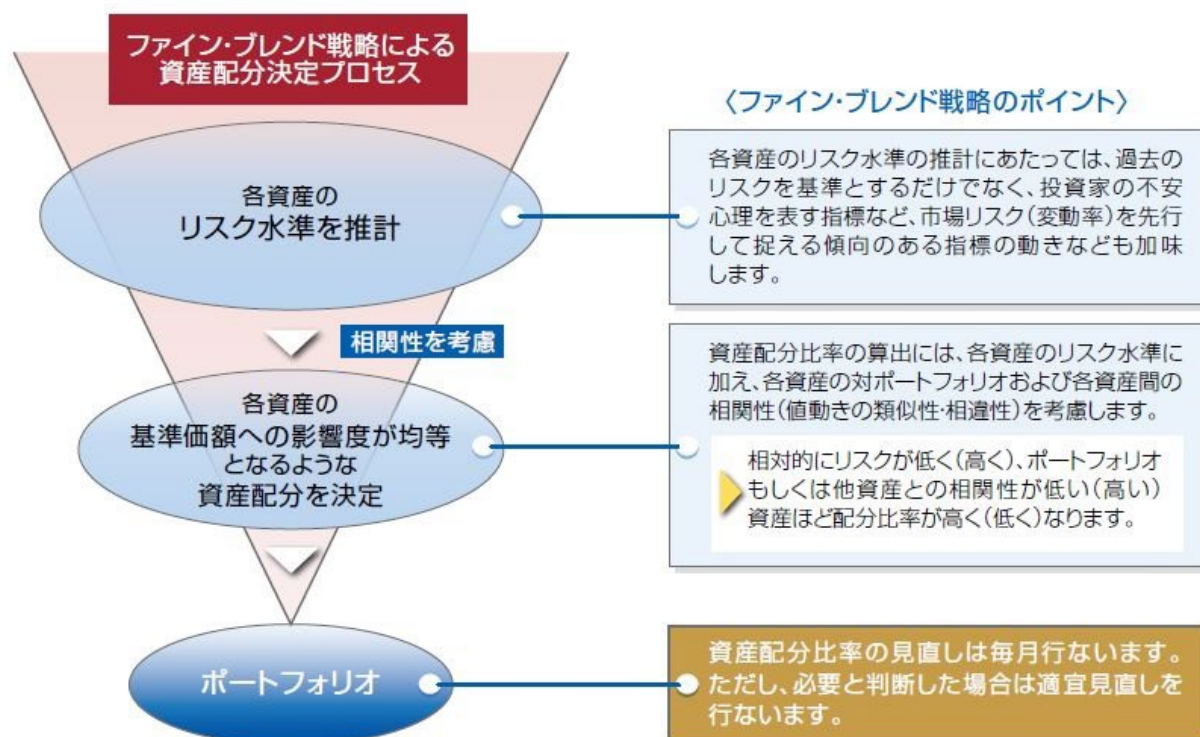 ファイン・ブレンド戦略による
資産配分決定プロセス
各資産の
リスク水準を推計
相関性を考慮
各資産の
基準価額への影響度が均等
となるような
資産配分を決定
ポートフォリオ
〈ファイン・ブレンド戦略のポイント〉
各資産のリスク水準の推計にあたっては、過去の
リスクを基準とするだけでなく、投資家の不安
心理を表す指標など、市場リスク(変動率)を先行
して捉える傾向のある指標の動きなども加味
します。
資産配分比率の算出には、各資産のリスク水準に
加え、各資産の対ポートフォリオおよび各資産間の
相関性(値動きの類似性・相違性)を考慮します。
相対的にリスクが低く(高く)、ポートフォリオ
もしくは他資産との相関性が低い(高い)
資産ほど配分比率が高く(低く)なります。
資産配分比率の見直しは毎月行ないます。
ただし、必要と判断した場合は適宜見直しを
行ないます。